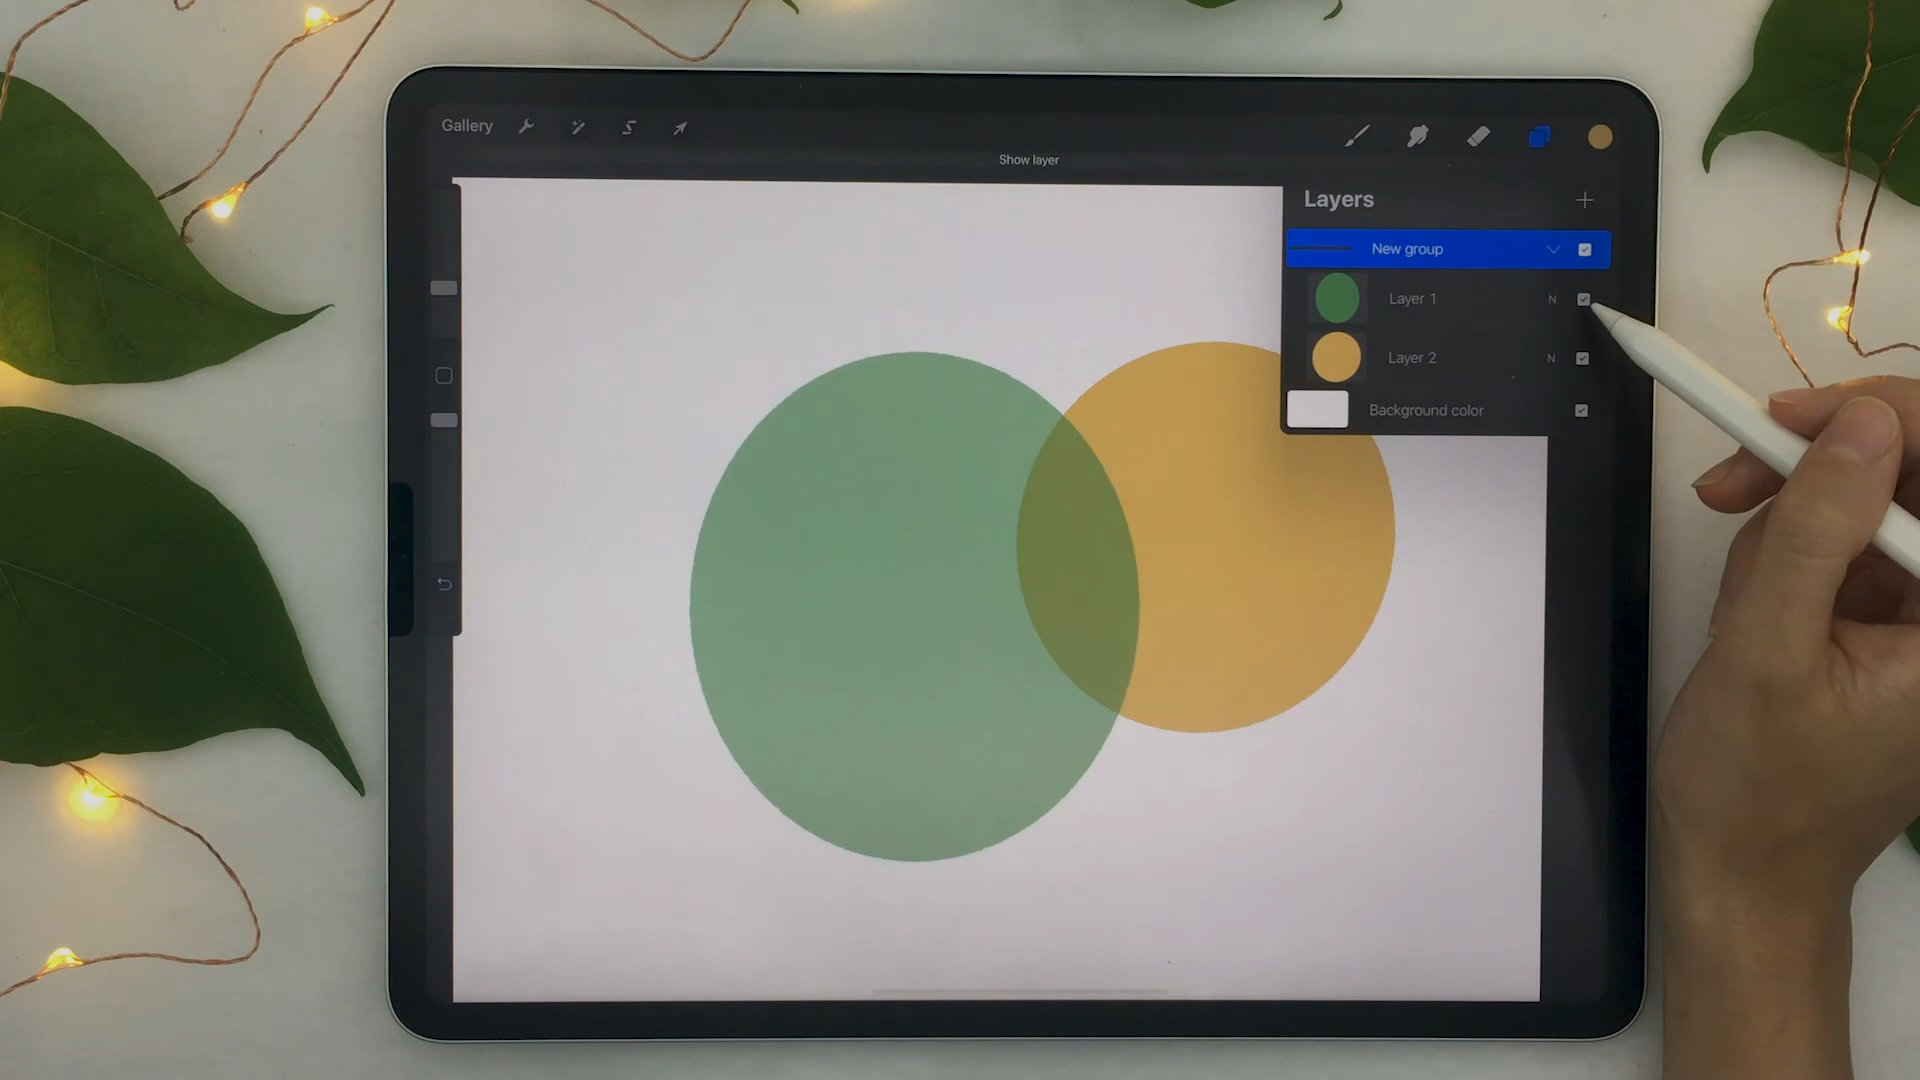 Gallery
Show layer
Layers
New group
Layer 1 N
Layer 2 N
Background color